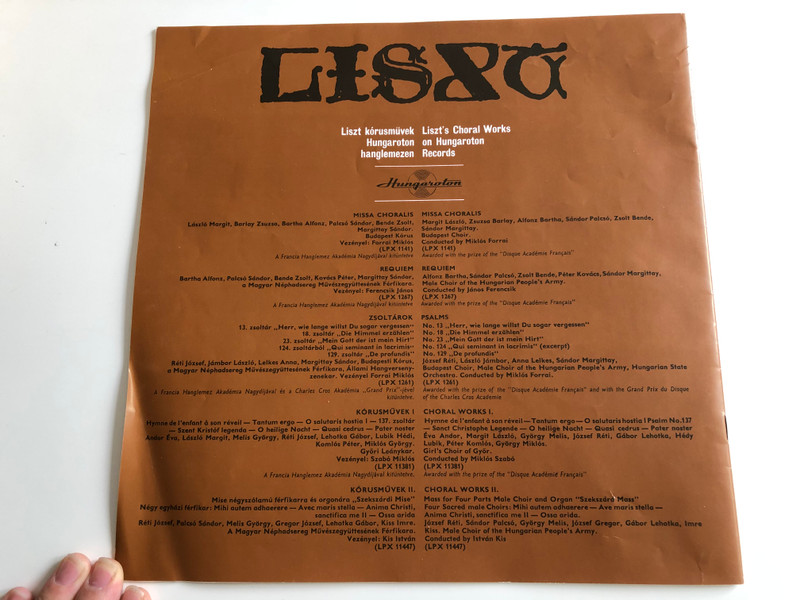 LISZT
Liszt kórusművek
Hungaroton
hanglemezen
Liszt's Choral Works
on Hungaroton
Records
Hungaroton
MISSA CHORALIS
László Margit, Barlay Zsuzsa, Bartha Alfonz, Palcsó Sándor, Bende Zsolt,
Margittay Sándor.
Budapest Kórus
Vezényel: Forrai Miklós
(LPX 1141)
A Francia Hanglemez Akadémia Nagydíjával kitüntetve
REQUIEM
Bartha Alfonz, Palcsó Sándor, Bende Zsolt, Kovács Péter, Margittay Sándor,
a Magyar Néphadsereg Művészegyüttesének Férfikara.
Vezényel: Ferencsik János
(LPX 1267)
A Francia Hanglemez Akadémia Nagydíjával kitüntetve
ZSOLTÁROK
13. zsoltár „Herr, wie lange willst Du sogar vergessen"
18. zsoltár „Die Himmel erzählen"
23. zsoltár „Mein Gott der ist mein Hirt"
124. zsoltárból „Qui seminant in lacrimis"
129. zsoltár „De profundis"
Réti József, Jámbor László, Lelkes Anna, Margittay Sándor, Budapesti Kórus,
a Magyar Néphadsereg Művészegyüttesének Férfikara, Állami Hangverseny-
zenekar. Vezényel Forrai Miklós
(LPX 1261)
A Francia Hanglemez Akadémia Nagydíjával és a Charles Cros Akadémia „Grand Prix"-jével
kitüntetve.
KÓRUSMŰVEK I
Hymne de l'enfant à son réveil — Tantum ergo — O salutaris hostia I — 137. zsoltár
— Szent Kristóf legenda — O heilige Nacht — Quasi cedrus — Pater noster
Andor Éva, László Margit, Melis György, Réti József, Lehotka Gábor, Lubik Hédi,
Komlós Péter, Miklós György.
Győri Leánykar.
Vezényel: Szabó Miklós
(LPX 11381)
A Francia Hanglemez Akadémia Nagydíjával kitüntetve.
KÓRUSMŰVEK II.
Mise négyszólamú férfikarra és orgonára „Szekszárdi Mise"
Négy egyházi férfikar: Mihi autem adhaerere — Avec maris stella — Anima Christi,
sanctifica me II — Ossa arida.
Réti József, Palcsó Sándor, Melis György, Gregor József, Lehotka Gábor, Kiss Imre.
A Magyar Néphadsereg Művészegyüttesének Férfikara.
Vezényel: Kis István
(LPX 11447)
MISSA CHORALIS
Margit László, Zsuzsa Barlay, Alfonz Bartha, Sándor Palcsó, Zsolt Bende,
Sándor Margittay.
Budapest Choir.
Conducted by Miklós Forrai
(LPX 1141)
Awarded with the prize of the "Disque Académie Français"
REQUIEM
Alfonz Bartha, Sándor Palcsó, Zsolt Bende, Péter Kovács, Sándor Margittay,
Male Choir of the Hungarian People's Army.
Conducted by János Ferencsik
(LPX 1267)
Awarded with the prize of the "Disque Académie Français"
PSALMS
No. 13 „Herr, wie lange willst Du sogar vergessen"
No. 18 „Die Himmel erzählen"
No. 23 „Mein Gott der ist mein Hirt"
No. 124 „Qui seminant in lacrimis" (excerpt)
No. 129 „De profundis"
József Réti, László Jámbor, Anna Lelkes, Sándor Margittay,
Budapest Choir, Male Choir of the Hungarian People's Army, Hungarian State
Orchestra. Conducted by Miklós Forrai.
(LPX 1261)
Awarded with the prize of the "Disque Académie Français" and with the Grand Prix du Disque
of the Charles Cros Academie
CHORAL WORKS I.
Hymne de l'enfant à son réveil — Tantum ergo — O salutaris hostia I Psalm No.137
— Sanct Christophe Legende — O heilige Nacht — Quasi cedrus — Pater noster
Éva Andor, Margit László, György Melis, József Réti, Gábor Lehotka, Hédy
Lubik, Péter Komlós, György Miklós.
Girl's Choir of Győr.
Conducted by Miklós Szabó
(LPX 11381)
Awarded with the prize of the "Disque Académié Français"
CHORAL WORKS II.
Mass for Four Parts Male Choir and Organ "Szekszárd Mass"
Four Sacred male Choirs: Mihi autem adhaerere — Ave maris stella —
Anima Christi, sanctifica me II — Ossa arida.
József Réti, Sándor Palcsó, György Melis, József Gregor, Gábor Lehotka, Imre
Kiss. Male Choir of the Hungarian People's Army.
Conducted by István Kis
(LPX 11447)